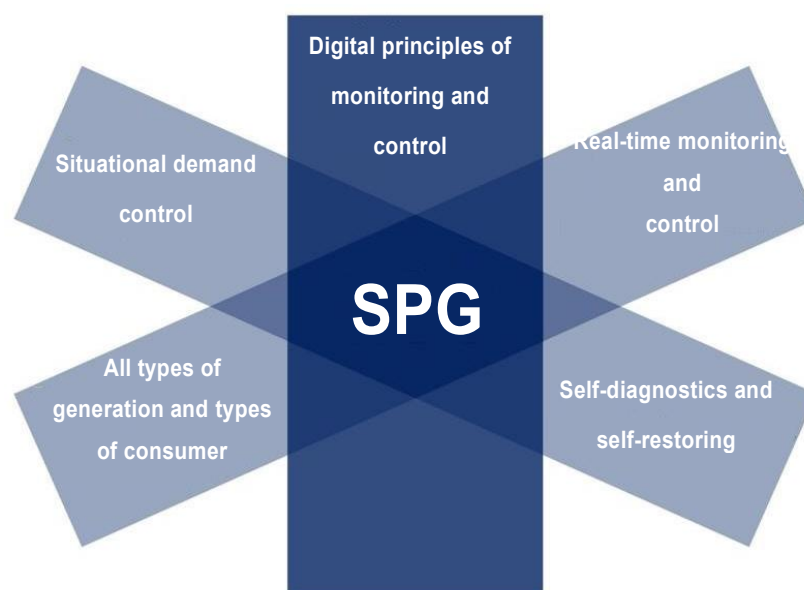 Digital principles of
monitoring and
control
Situational demand
control
Real-time monitoring
and
control
SPG
All types of
generation and types
of consumer
Self-diagnostics and
self-restoring